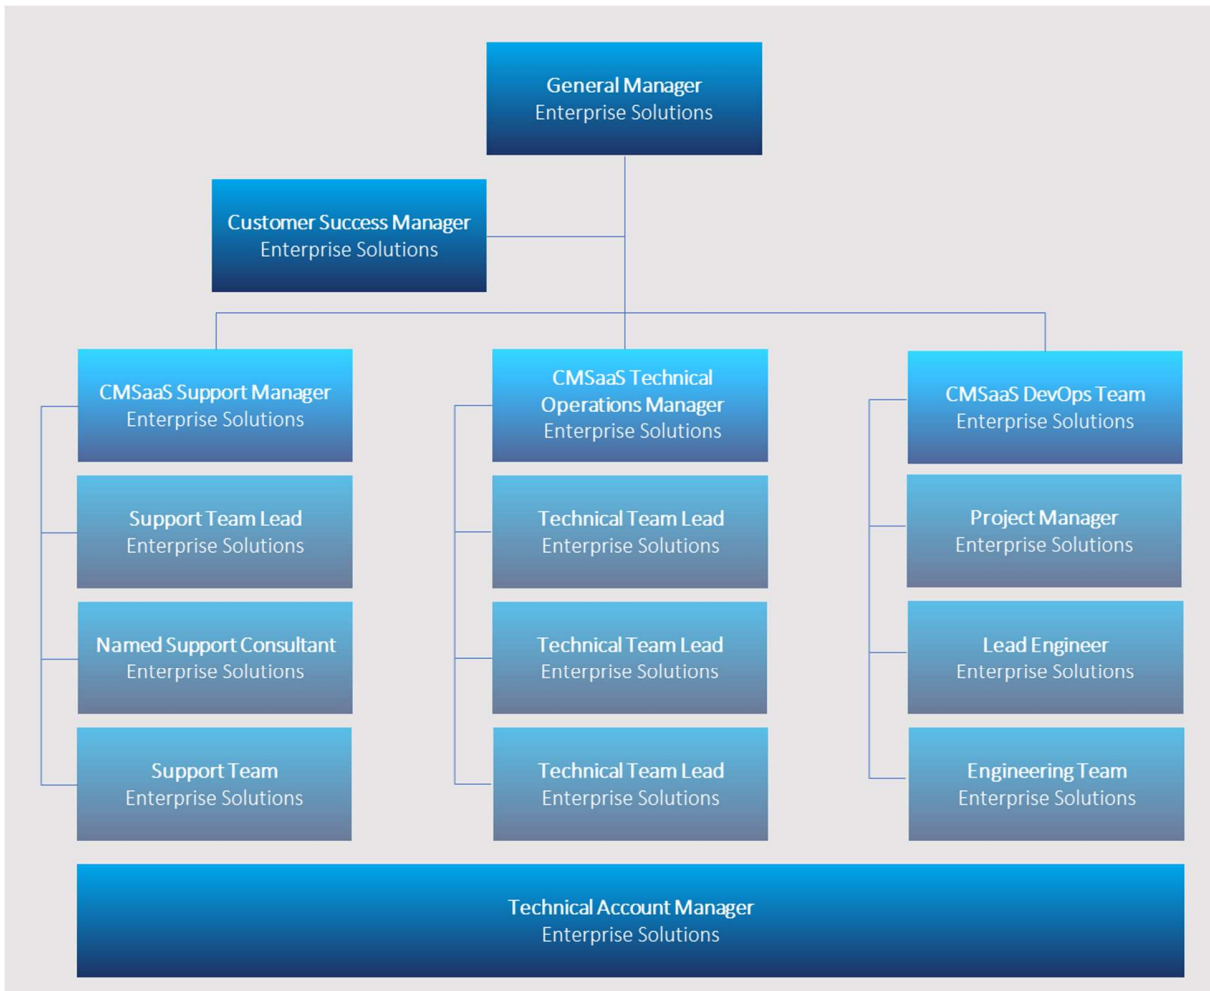 General Manager
Enterprise Solutions
Customer Success Manager
Enterprise Solutions
CMSaaS Support Manager
Enterprise Solutions
Support Team Lead
Enterprise Solutions
Named Support Consultant
Enterprise Solutions
Support Team
Enterprise Solutions
CMSaaS Technical
Operations Manager
Enterprise Solutions
Technical Team Lead
Enterprise Solutions
Technical Team Lead
Enterprise Solutions
Technical Team Lead
Enterprise Solutions
CMSaaS DevOps Team
Enterprise Solutions
Project Manager
Enterprise Solutions
Lead Engineer
Enterprise Solutions
Engineering Team
Enterprise Solutions
Technical Account Manager
Enterprise Solutions